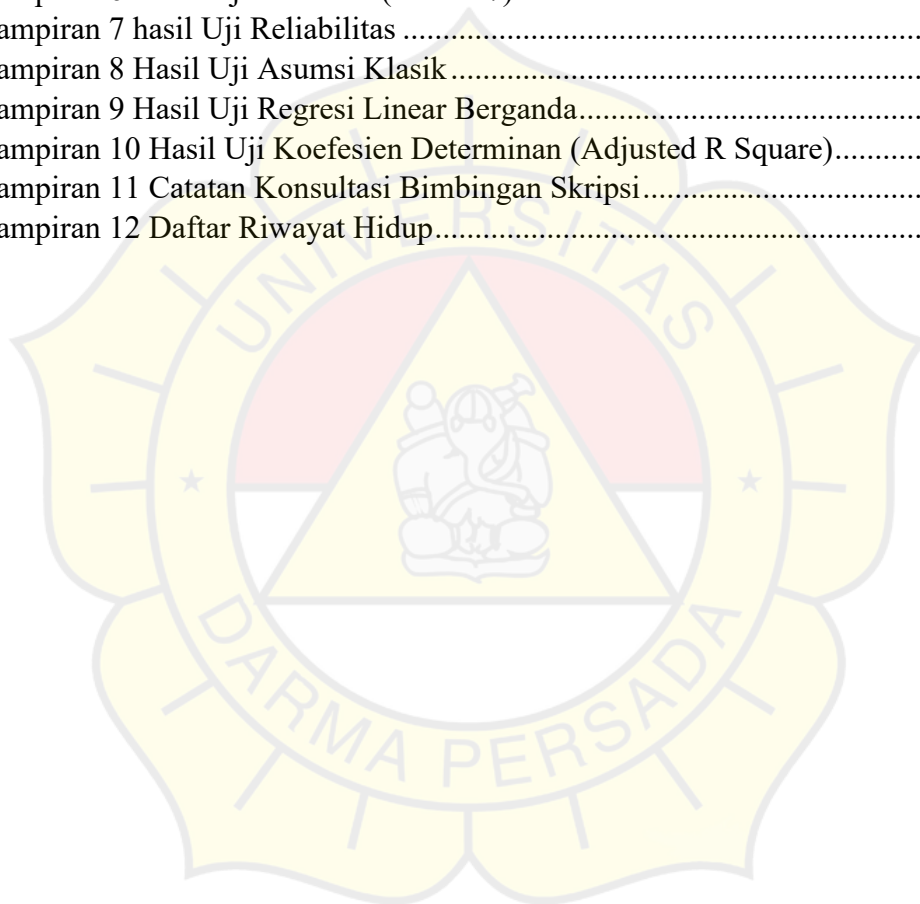 ampiran 7 hasil Uji Reliabilitas ........................................................
ampiran 8 Hasil Uji Asumsi Klasik ........................................................
ampiran 9 Hasil Uji Regresi Linear Berganda........................................
ampiran 10 Hasil Uji Koefesien Determinan (Adjusted R Square)...........
ampiran 11 Catatan Konsultasi Bimbingan Skripsi................................
ampiran 12 Daftar Riwayat Hidup..........................................................
UNIVERSITAS
DARMA PERSADA